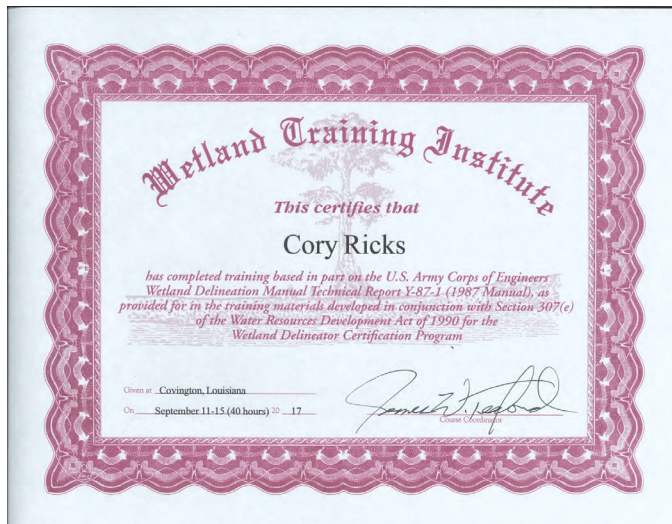 Wetland Training Institute
This certifies that
Cory Ricks
has completed training based in part on the U.S. Army Corps of Engineers
Wetland Delineation Manual Technical Report Y-87-1 (1987 Manual), as
provided for in the training materials developed in conjunction with Section 307(e)
of the Water Resources Development Act of 1990 for the
Wetland Delineator Certification Program
Given at Covington, Louisiana
On September 11-15 (40 hours) 20 17
Course Coordinator